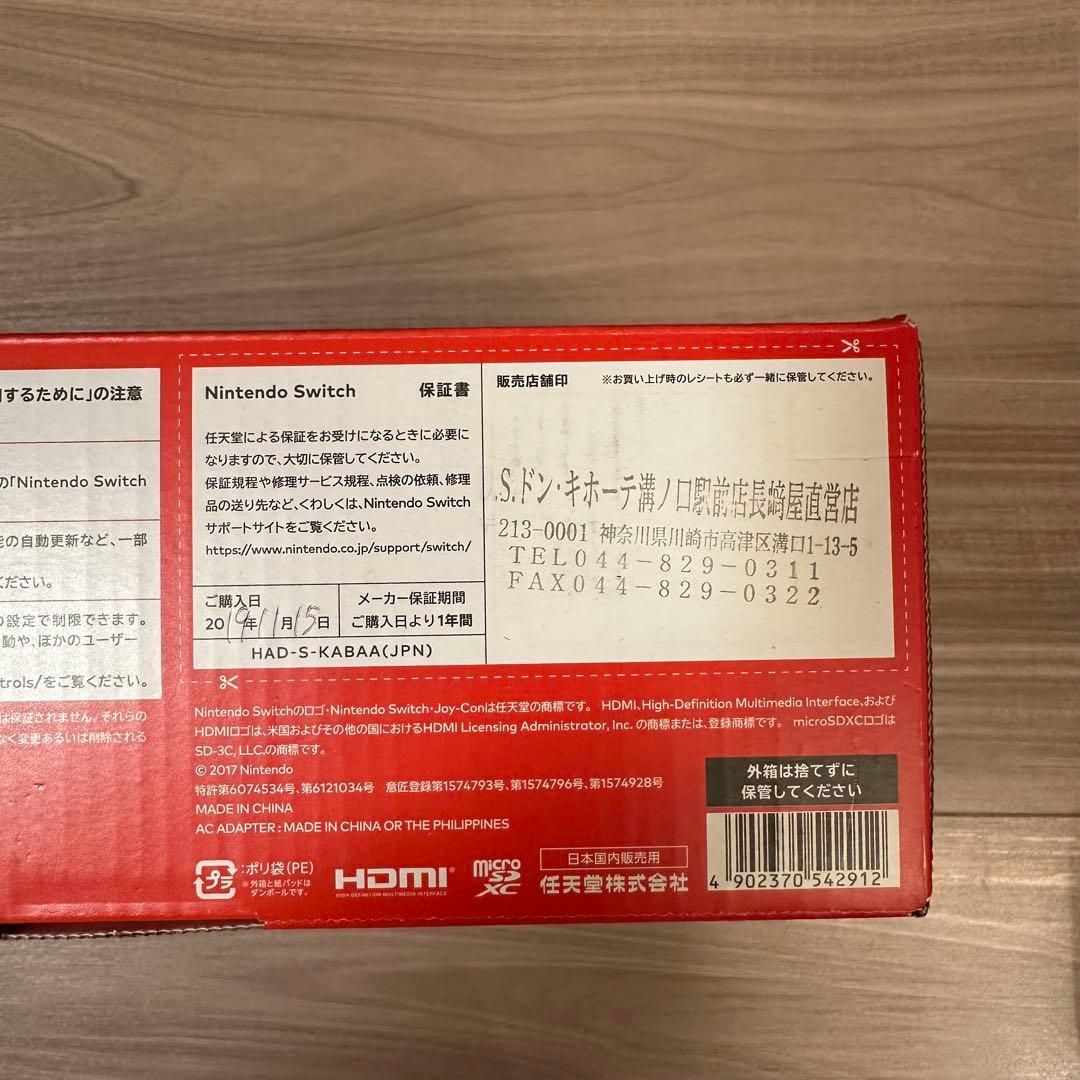 用するために」の注意
の「Nintendo Switch
能の自動更新など、一部
ください。
の設定で制限できます。
動や、ほかのユーザー
trols/をご覧ください。
は保証されません。それらの
なく変更あるいは削除される
Nintendo Switch 保証書
任天堂による保証をお受けになるときに必要に
なりますので、大切に保管してください。
保証規程や修理サービス規程、点検の依頼、修理
品の送り先など、くわしくは、Nintendo Switch
サポートサイトをご覧ください。
https://www.nintendo.co.jp/support/switch/
ご購入日
2019年11月15日
メーカー保証期間
ご購入日より1年間
HAD-S-KABAA(JPN)
販売店舗印 ※お買い上げ時のレシートも必ず一緒に保管してください。
.S.ドン・キホーテ溝ノ口駅前店長崎屋直営店
213-0001 神奈川県川崎市高津区溝口1-13-5
TEL044-829-0311
FAX044-829-0322
Nintendo Switchのロゴ・Nintendo Switch・Joy-Conは任天堂の商標です。 HDMI、High-Definition Multimedia Interface、および
HDMIロゴは、米国およびその他の国におけるHDMI Licensing Administrator, Inc. の商標または、登録商標です。 microSDXCロゴは
SD-3C, LLC.の商標です。
© 2017 Nintendo
特許第6074534号、第6121034号 意匠登録第1574793号、第1574796号、第1574928号
MADE IN CHINA
AC ADAPTER : MADE IN CHINA OR THE PHILIPPINES
プラ :ポリ袋(PE)
※外箱と紙パッドは
ダンボールです。
HDMI
HIGH DEFINITION MULTIMEDIA INTERFACE
micro
SD
XC
日本国内販売用
任天堂株式会社
外箱は捨てずに
保管してください
4 902370 542912